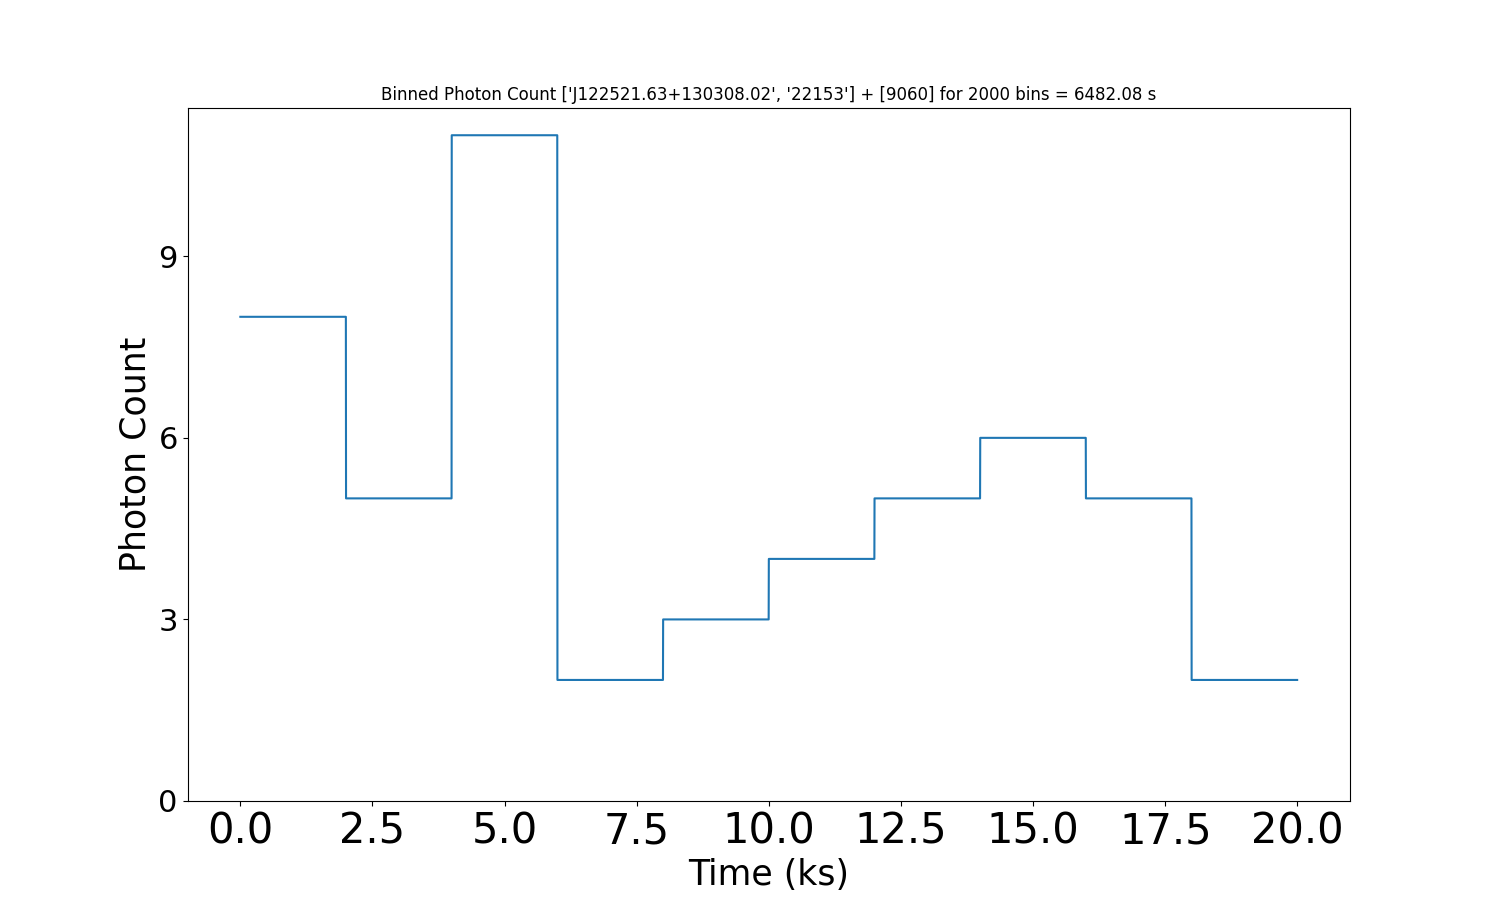 Binned Photon Count ['J122521.63+130308.02', '22153'] + [9060] for 2000 bins = 6482.08 s
9
6
3
0
Photon Count
0.0 2.5 5.0 7.5 10.0 12.5 15.0 17.5 20.0
Time (ks)